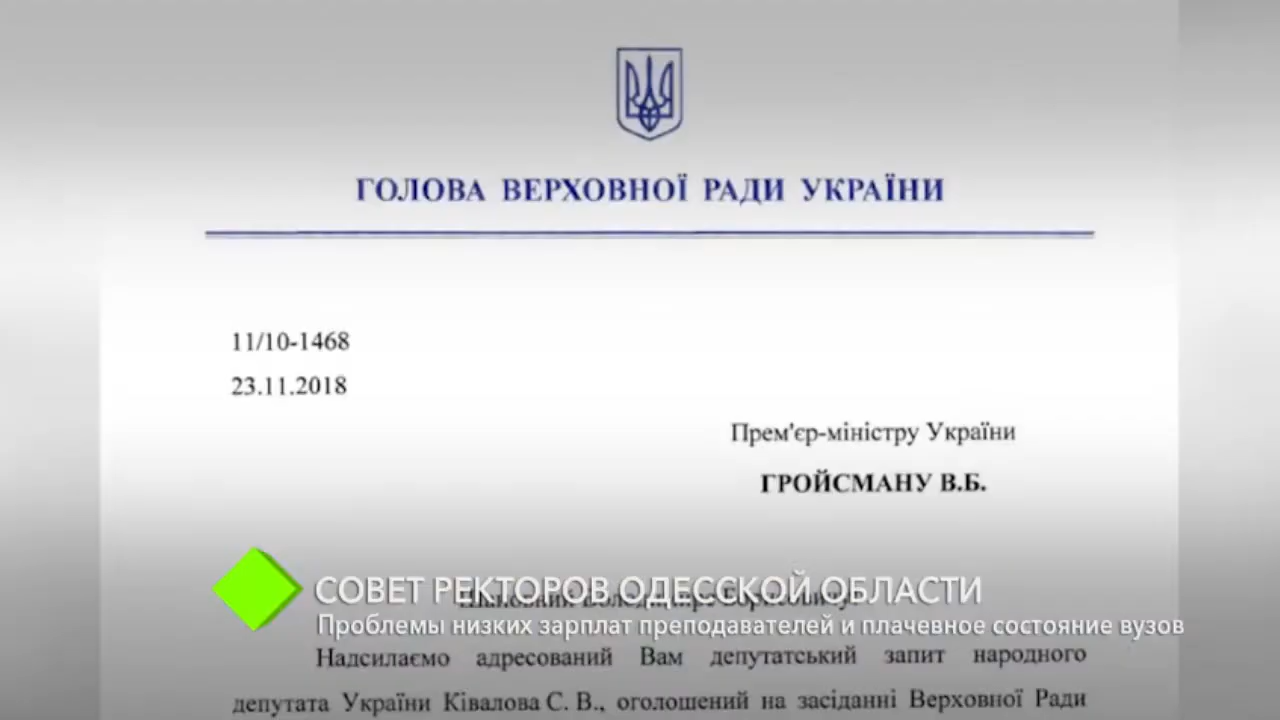 ГОЛОВА ВЕРХОВНОЇ РАДИ УКРАЇНИ
11/10-1468
23.11.2018
Прем'єр-міністру України
ГРОЙСМАНУ В.Б.
СОВЕТ РЕКТОРОВ ОДЕССКОЙ ОБЛАСТИ
Проблемы низких зарплат преподавателей и плачевное состояние вузов
Надсилаємо адресований Вам депутатський запит народного
депутата України Ківалова С. В., оголошений на засіданні Верховної Ради